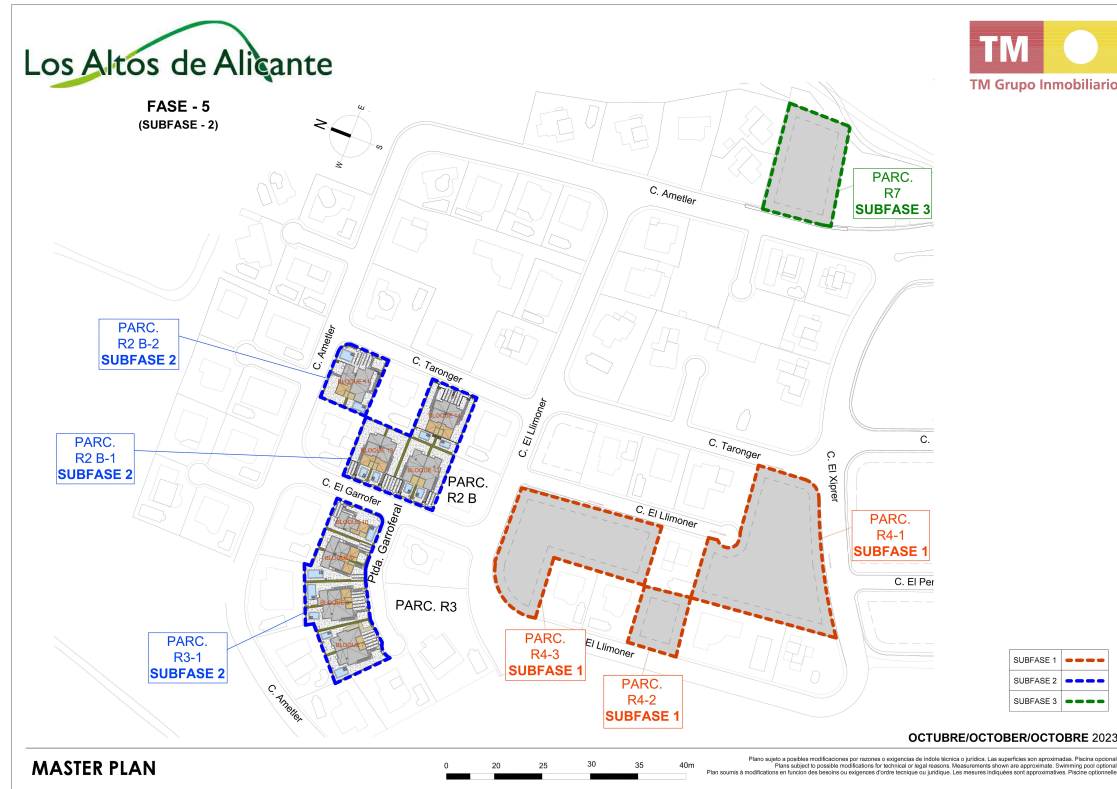 Los Altos de Alicante
TM
TM Grupo Inmobiliario
FASE - 5
(SUBFASE - 2)
N
E
S
W
C. Ametler
PARC.
R7
SUBFASE 3
PARC.
R2 B-2
SUBFASE 2
C. Ametler
C. Taronger
PARC.
R2 B-1
SUBFASE 2
C. El Llimoner
C. Taronger
C.
C. El Xiprer
PARC.
R2 B
C. El Garrofer
Ptda. Garroferal
C. El Llimoner
PARC.
R4-1
SUBFASE 1
C. El Per
PARC. R3
PARC.
R3-1
SUBFASE 2
PARC.
R4-3
SUBFASE 1
El Llimoner
PARC.
R4-2
SUBFASE 1
C. Ametler
SUBFASE 1
SUBFASE 2
SUBFASE 3
OCTUBRE/OCTOBER/OCTOBRE 2023
MASTER PLAN
0 20 25 30 35 40m
Plano sujeto a posibles modificaciones por razones o exigencias de indole técnica o jurídica. Las superficies son aproximadas. Piscina opcional
Plans subject to possible modifications for technical or legal reasons. Measurements shown are approximate. Swimming pool optional
Plan soumis à modifications en funcion des besoins ou exigences d'ordre tecnique ou juridique. Les mesures indiquées sont approximatives. Piscine optionnelle